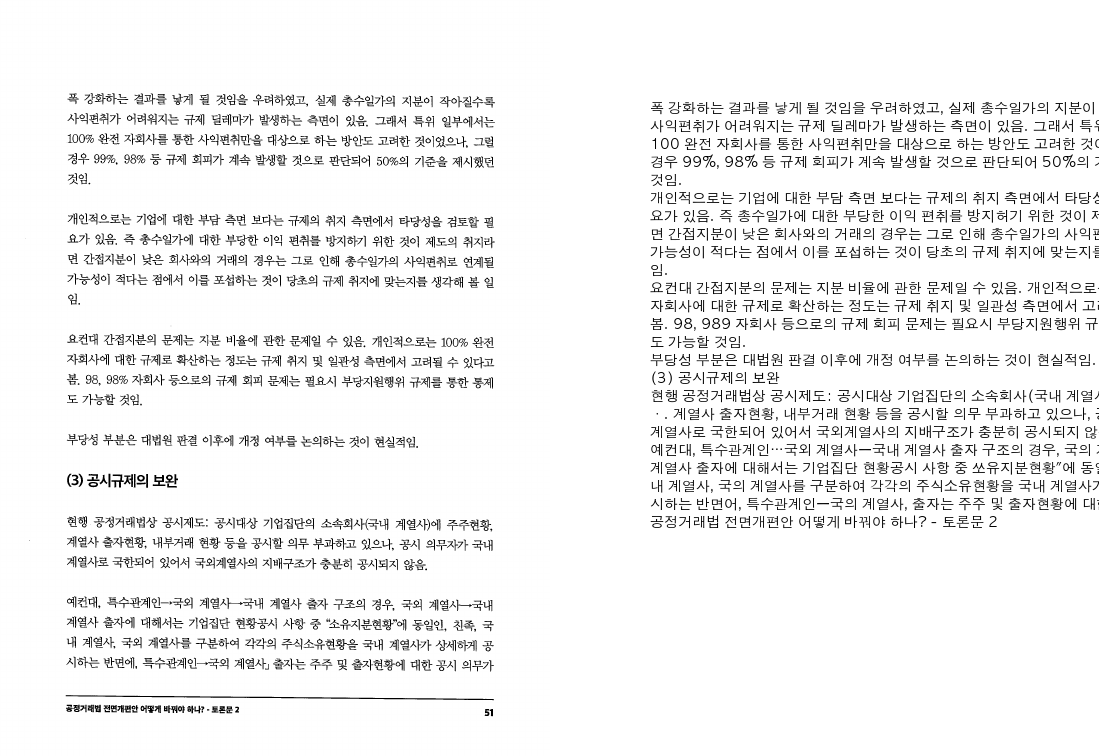 폭 강화하는 결과를 낳게 될 것임을 우려하였고, 실제 총수일가의 지분이 작아질수록
사익편취가 어려워지는 규제 딜레마가 발생하는 측면이 있음. 그래서 특위 일부에서는
100% 완전 자회사를 통한 사익편취만을 대상으로 하는 방안도 고려한 것이었으나, 그럴
경우 99%, 98% 등 규제 회피가 계속 발생할 것으로 판단되어 50%의 기준을 제시했던
것임.
개인적으로는 기업에 대한 부담 측면 보다는 규제의 취지 측면에서 타당성을 검토할 필
요가 있음. 즉 총수일가에 대한 부당한 이익 편취를 방지하기 위한 것이 제도의 취지라
면 간접지분이 낮은 회사와의 거래의 경우는 그로 인해 총수일가의 사익편취로 연계될
가능성이 적다는 점에서 이를 포섭하는 것이 당초의 규제 취지에 맞는지를 생각해 볼 일
임.
요컨대 간접지분의 문제는 지분 비율에 관한 문제일 수 있음. 개인적으로는 100% 완전
자회사에 대한 규제로 확산하는 정도는 규제 취지 및 일관성 측면에서 고려될 수 있다고
봄. 98, 98% 자회사 등으로의 규제 회피 문제는 필요시 부당지원행위 규제를 통한 통제
도 가능할 것임.
부당성 부분은 대법원 판결 이후에 개정 여부를 논의하는 것이 현실적임.
(3) 공시규제의 보완
현행 공정거래법상 공시제도: 공시대상 기업집단의 소속회사(국내 계열사)에 주주현황,
계열사 출자현황, 내부거래 현황 등을 공시할 의무 부과하고 있으나, 공시 의무자가 국내
계열사로 국한되어 있어서 국외계열사의 지배구조가 충분히 공시되지 않음.
예컨대, 특수관계인→국외 계열사→국내 계열사 출자 구조의 경우, 국외 계열사→국내
계열사 출자에 대해서는 기업집단 현황공시 사항 중 “소유지분현황”에 동일인, 친족, 국
내 계열사, 국외 계열사를 구분하여 각각의 주식소유현황을 국내 계열사가 상세하게 공
시하는 반면에, 특수관계인→국외 계열사, 출자는 주주 및 출자현황에 대한 공시 의무가
공정거래법 전면개편안 어떻게 바꿔야 하나? - 토론문 2
51
폭 강화하는 결과를 낳게 될 것임을 우려하였고, 실제 총수일가의 지분이
사익편취가 어려워지는 규제 딜레마가 발생하는 측면이 있음. 그래서 특위
100 완전 자회사를 통한 사익편취만을 대상으로 하는 방안도 고려한 것이
경우 99%, 98% 등 규제 회피가 계속 발생할 것으로 판단되어 50%의 기
것임.
개인적으로는 기업에 대한 부담 측면 보다는 규제의 취지 측면에서 타당성
요가 있음. 즉 총수일가에 대한 부당한 이익 편취를 방지허기 위한 것이 제
면 간접지분이 낮은 회사와의 거래의 경우는 그로 인해 총수일가의 사익편
가능성이 적다는 점에서 이를 포섭하는 것이 당초의 규제 취지에 맞는지를
임.
요컨대 간접지분의 문제는 지분 비율에 관한 문제일 수 있음. 개인적으로
자회사에 대한 규제로 확산하는 정도는 규제 취지 및 일관성 측면에서 고려
봄. 98, 989 자회사 등으로의 규제 회피 문제는 필요시 부당지원행위 규
도 가능할 것임.
부당성 부분은 대법원 판결 이후에 개정 여부를 논의하는 것이 현실적임.
(3) 공시규제의 보완
현행 공정거래법상 공시제도: 공시대상 기업집단의 소속회사(국내 계열사
· . 계열사 출자현황, 내부거래 현황 등을 공시할 의무 부과하고 있으나, 공
계열사로 국한되어 있어서 국외계열사의 지배구조가 충분히 공시되지 않
예컨대, 특수관계인…국외 계열사ㅡ국내 계열사 출자 구조의 경우, 국의
계열사 출자에 대해서는 기업집단 현황공시 사항 중 쏘유지분현황″에 동일
내 계열사, 국의 계열사를 구분하여 각각의 주식소유현황을 국내 계열사가
시하는 반면어, 특수관계인ㅡ국의 계열사, 출자는 주주 및 출자현황에 대한
공정거래법 전면개편안 어떻게 바꿔야 하나? - 토론문 2